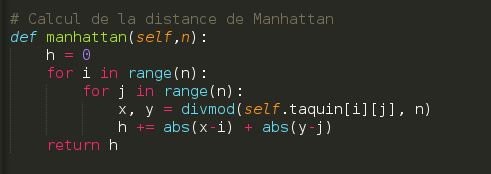 # Calcul de la distance de Manhattan
def manhattan(self,n):
    h = 0
    for i in range(n):
        for j in range(n):
            x, y = divmod(self.taquin[i][j], n)
            h += abs(x-i) + abs(y-j)
    return h